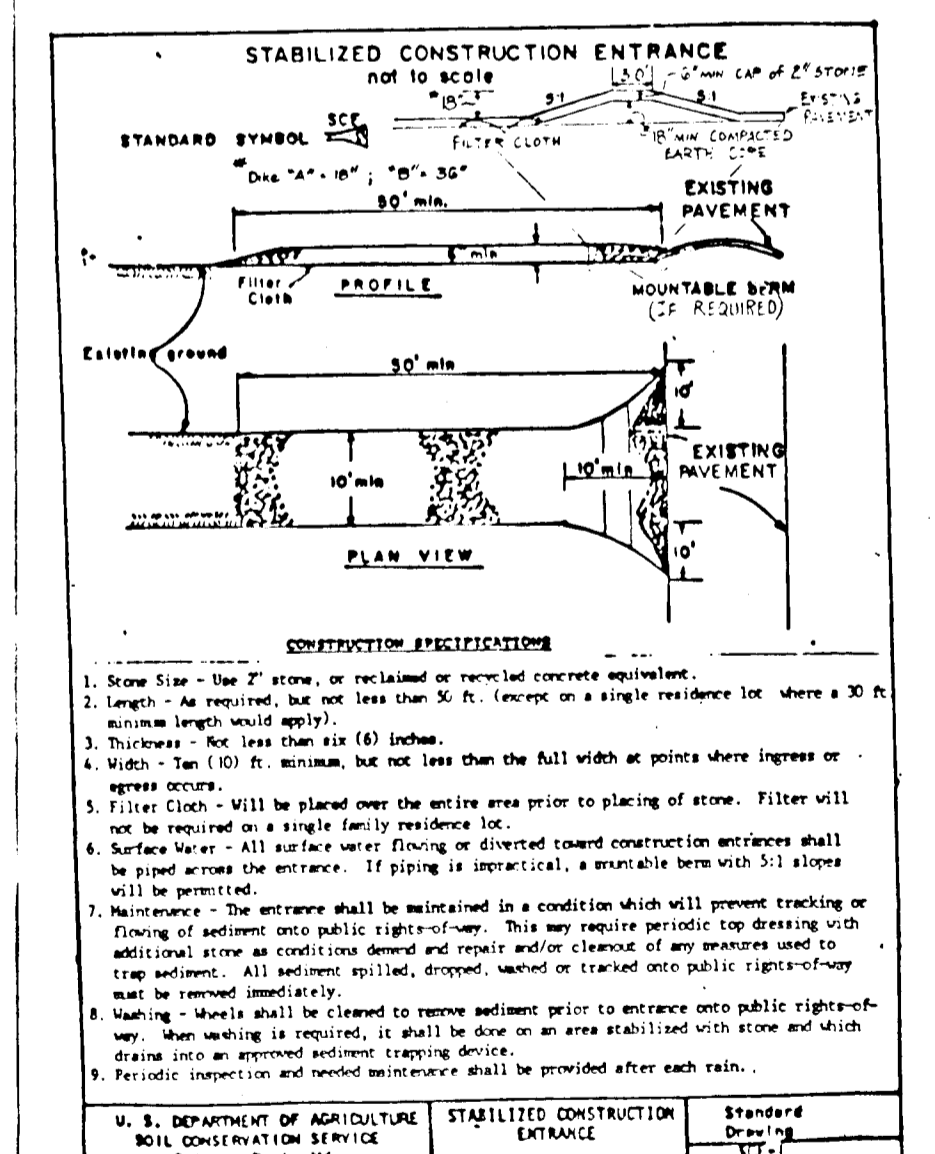 STABILIZED CONSTRUCTION ENTRANCE
not to scale
3.0'
6" MIN CAP of 2" STONE
*18"
5:1
5:1
EXISTING
PAVEMENT
STANDARD SYMBOL
SCE
FILTER CLOTH
18" MIN COMPACTED
EARTH CORE
* Dike "A" = 18" ; "B" = 36"
50' min.
EXISTING
PAVEMENT
min
Filter
Cloth
PROFILE
MOUNTABLE BERM
(IF REQUIRED)
Existing ground
50' min
10'
10' min
10' min
EXISTING
PAVEMENT
10'
PLAN VIEW
CONSTRUCTION SPECIFICATIONS
1. Stone Size - Use 2" stone, or reclaimed or recycled concrete equivalent.
2. Length - As required, but not less than 50 ft. (except on a single residence lot where a 30 ft
minimum length would apply).
3. Thickness - Not less than six (6) inches.
4. Width - Ten (10) ft. minimum, but not less than the full width at points where ingress or
egress occurs.
5. Filter Cloth - Will be placed over the entire area prior to placing of stone. Filter will
not be required on a single family residence lot.
6. Surface Water - All surface water flowing or diverted toward construction entrances shall
be piped across the entrance. If piping is impractical, a mountable berm with 5:1 slopes
will be permitted.
7. Maintenance - The entrance shall be maintained in a condition which will prevent tracking or
flowing of sediment onto public rights-of-way. This may require periodic top dressing with
additional stone as conditions demand and repair and/or cleanout of any measures used to
trap sediment. All sediment spilled, dropped, washed or tracked onto public rights-of-way
must be removed immediately.
8. Washing - Wheels shall be cleaned to remove sediment prior to entrance onto public rights-of-
way. When washing is required, it shall be done on an area stabilized with stone and which
drains into an approved sediment trapping device.
9. Periodic inspection and needed maintenance shall be provided after each rain.
U. S. DEPARTMENT OF AGRICULTURE
SOIL CONSERVATION SERVICE
STABILIZED CONSTRUCTION
ENTRANCE
Standard
Drawing